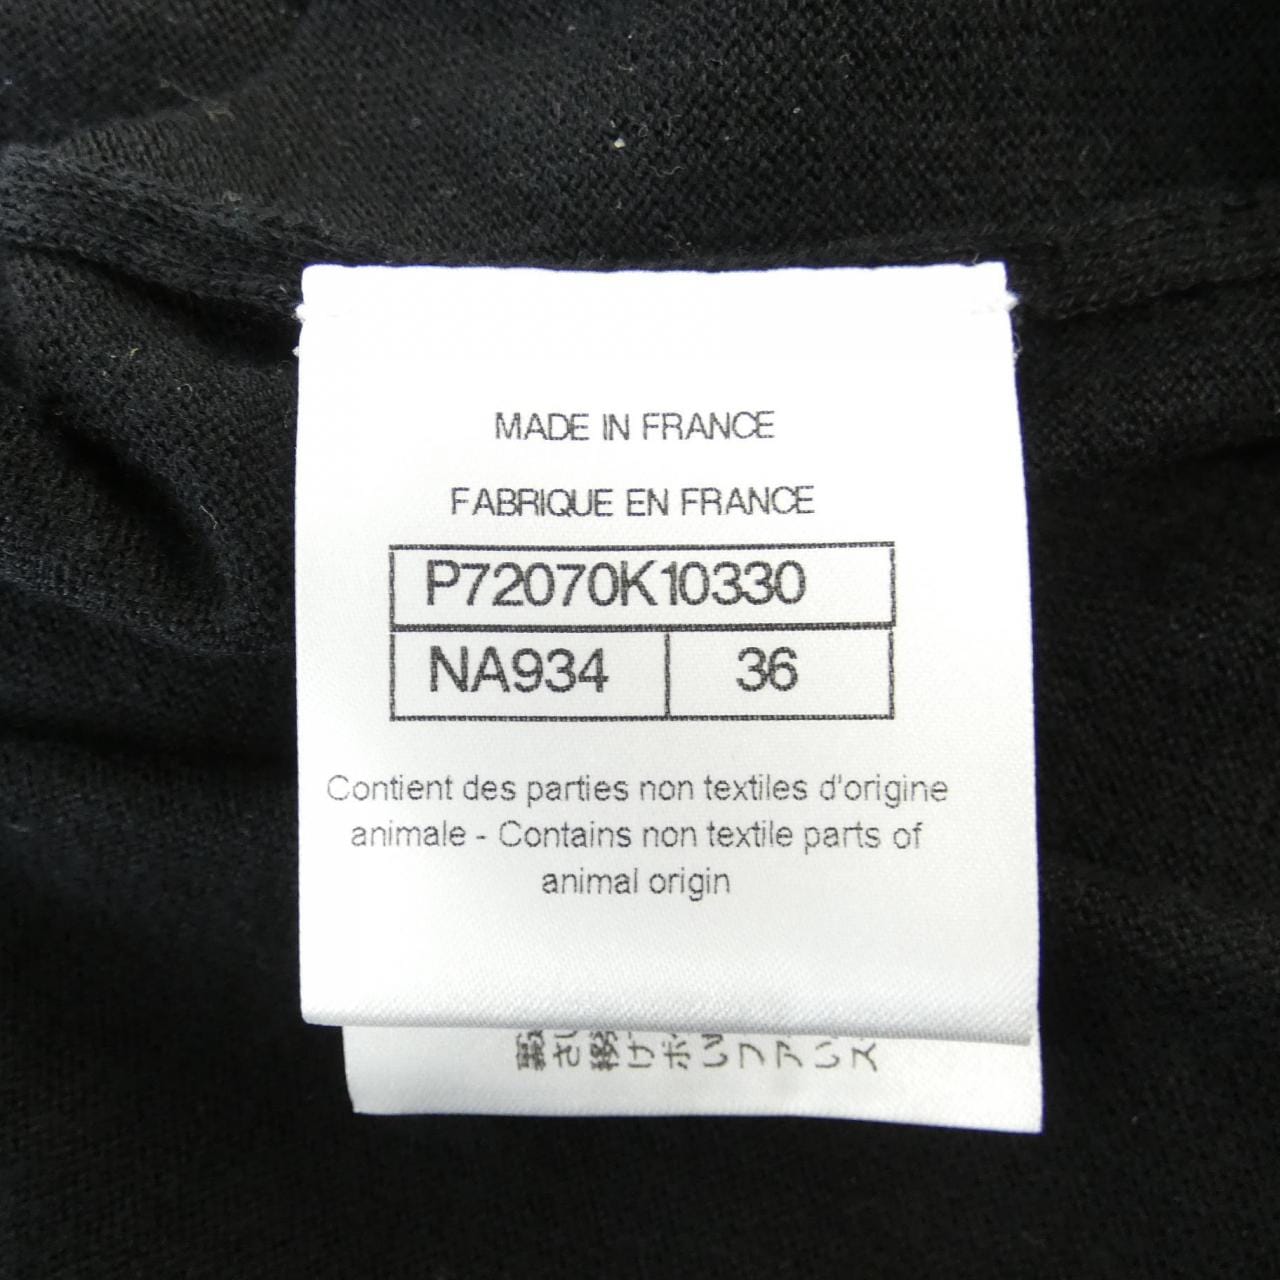 MADE IN FRANCE
FABRIQUE EN FRANCE
P72070K10330
NA934 36
Contient des parties non textiles d'origine
animale - Contains non textile parts of
animal origin